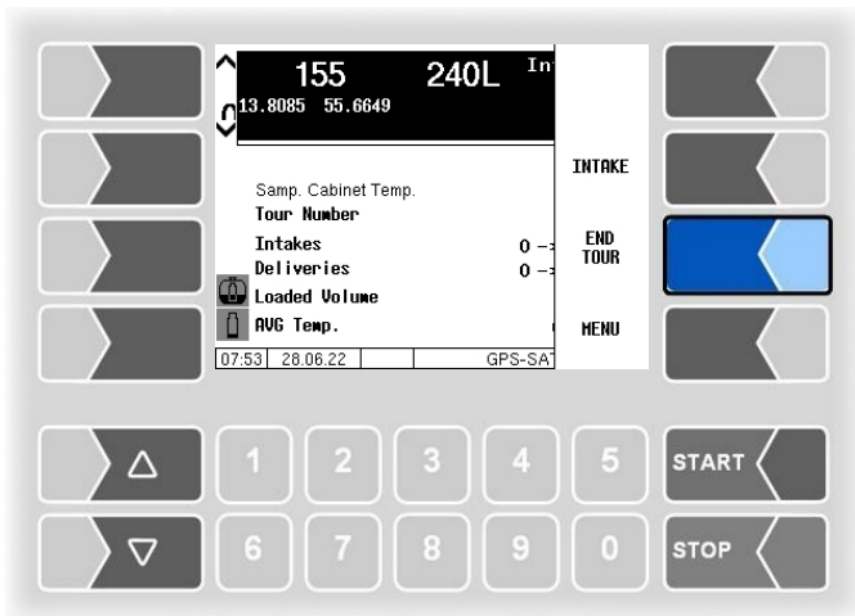 155 240L In
13.8085 55.6649
INTAKE
Samp. Cabinet Temp.
Tour Number
Intakes 0 ->
END
TOUR
Deliveries 0 ->
Loaded Volume
AVG Temp.
MENU
07:53 28.06.22 GPS-SAT
1 2 3 4 5 START
6 7 8 9 0 STOP